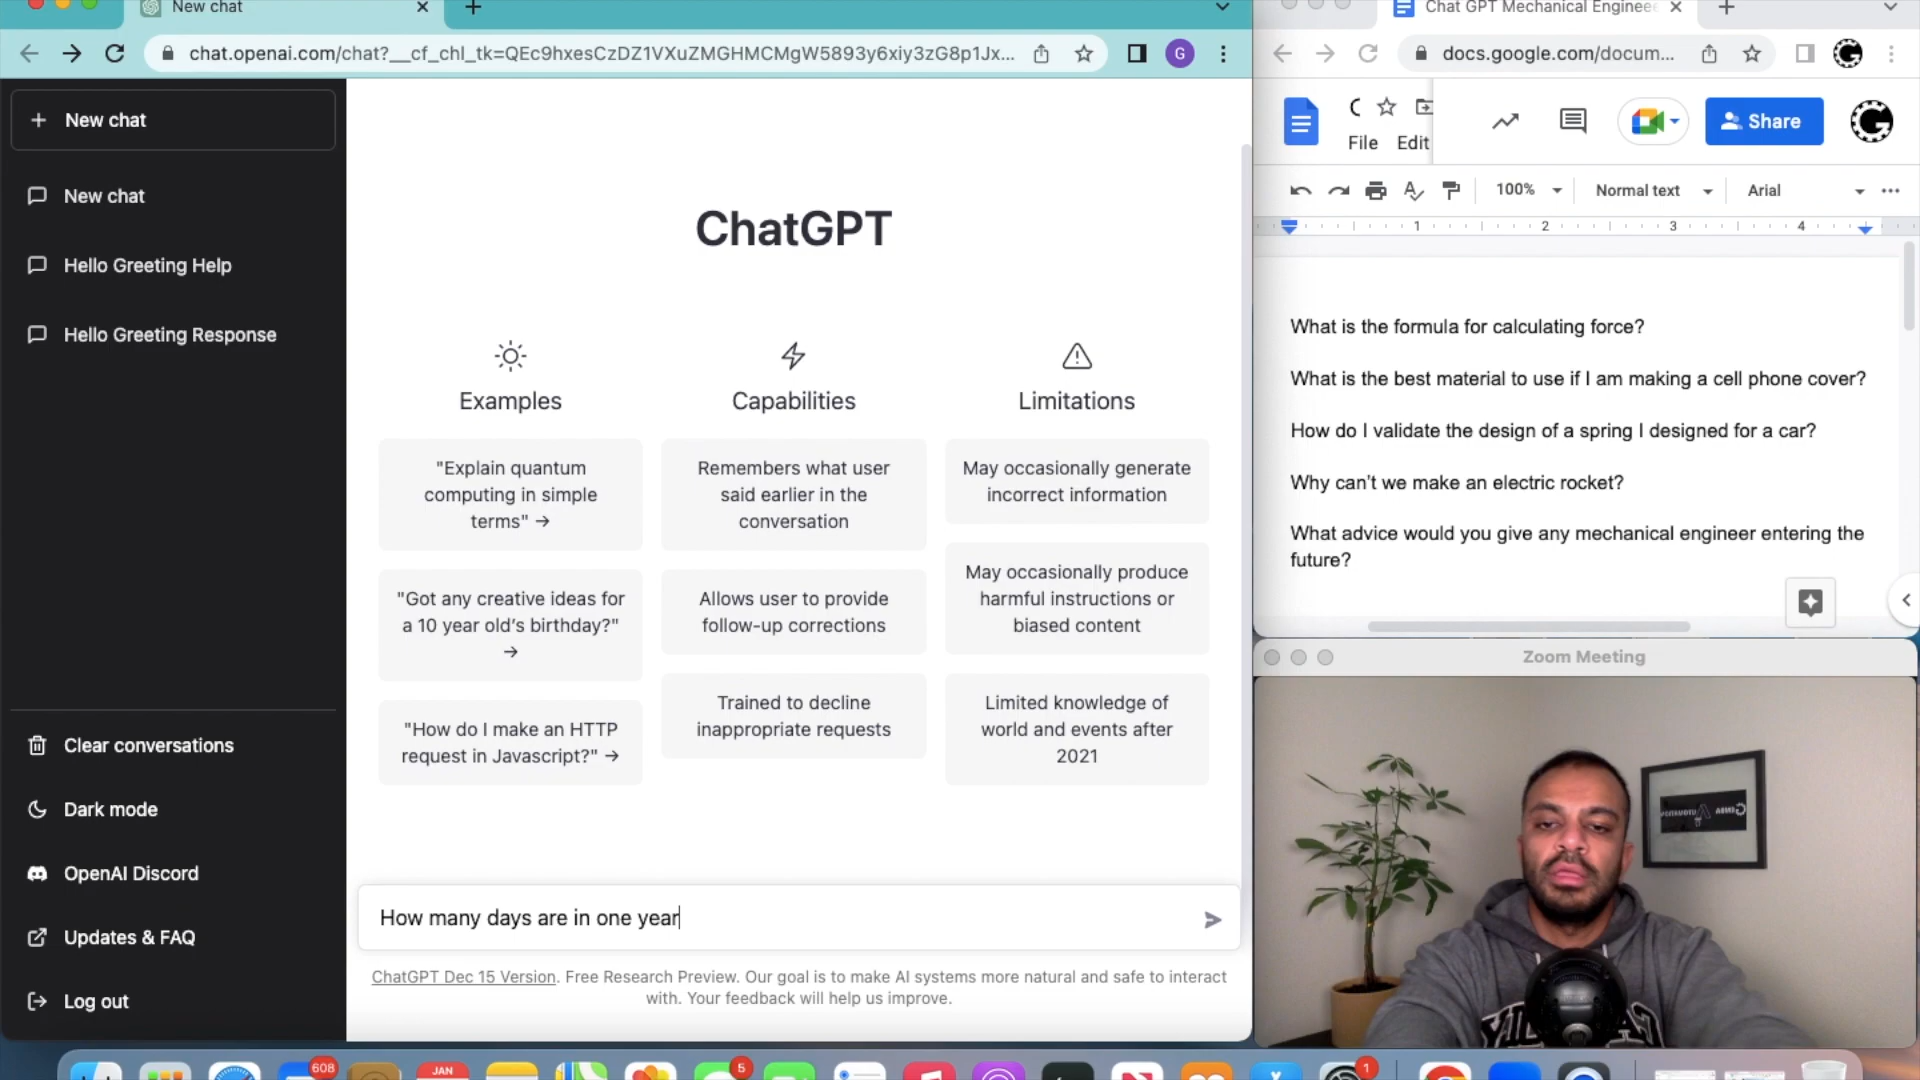 New chat
chat.openai.com/chat?__cf_chl_tk=QEc9hxesCzDZ1VXuZMGHMCMgW5893y6xiy3zG8p1Jx...
G
New chat
New chat
Hello Greeting Help
Hello Greeting Response
Clear conversations
Dark mode
OpenAI Discord
Updates & FAQ
Log out
ChatGPT
Examples
"Explain quantum
computing in simple
terms" →
"Got any creative ideas for
a 10 year old's birthday?"
→
"How do I make an HTTP
request in Javascript?" →
Capabilities
Remembers what user
said earlier in the
conversation
Allows user to provide
follow-up corrections
Trained to decline
inappropriate requests
Limitations
May occasionally generate
incorrect information
May occasionally produce
harmful instructions or
biased content
Limited knowledge of
world and events after
2021
How many days are in one year
ChatGPT Dec 15 Version. Free Research Preview. Our goal is to make AI systems more natural and safe to interact
with. Your feedback will help us improve.
Chat GPT Mechanical Enginee
docs.google.com/docum...
File Edit
Share
100% Normal text Arial
1 2 3 4
What is the formula for calculating force?
What is the best material to use if I am making a cell phone cover?
How do I validate the design of a spring I designed for a car?
Why can't we make an electric rocket?
What advice would you give any mechanical engineer entering the
future?
Zoom Meeting
608
JAN
5
1